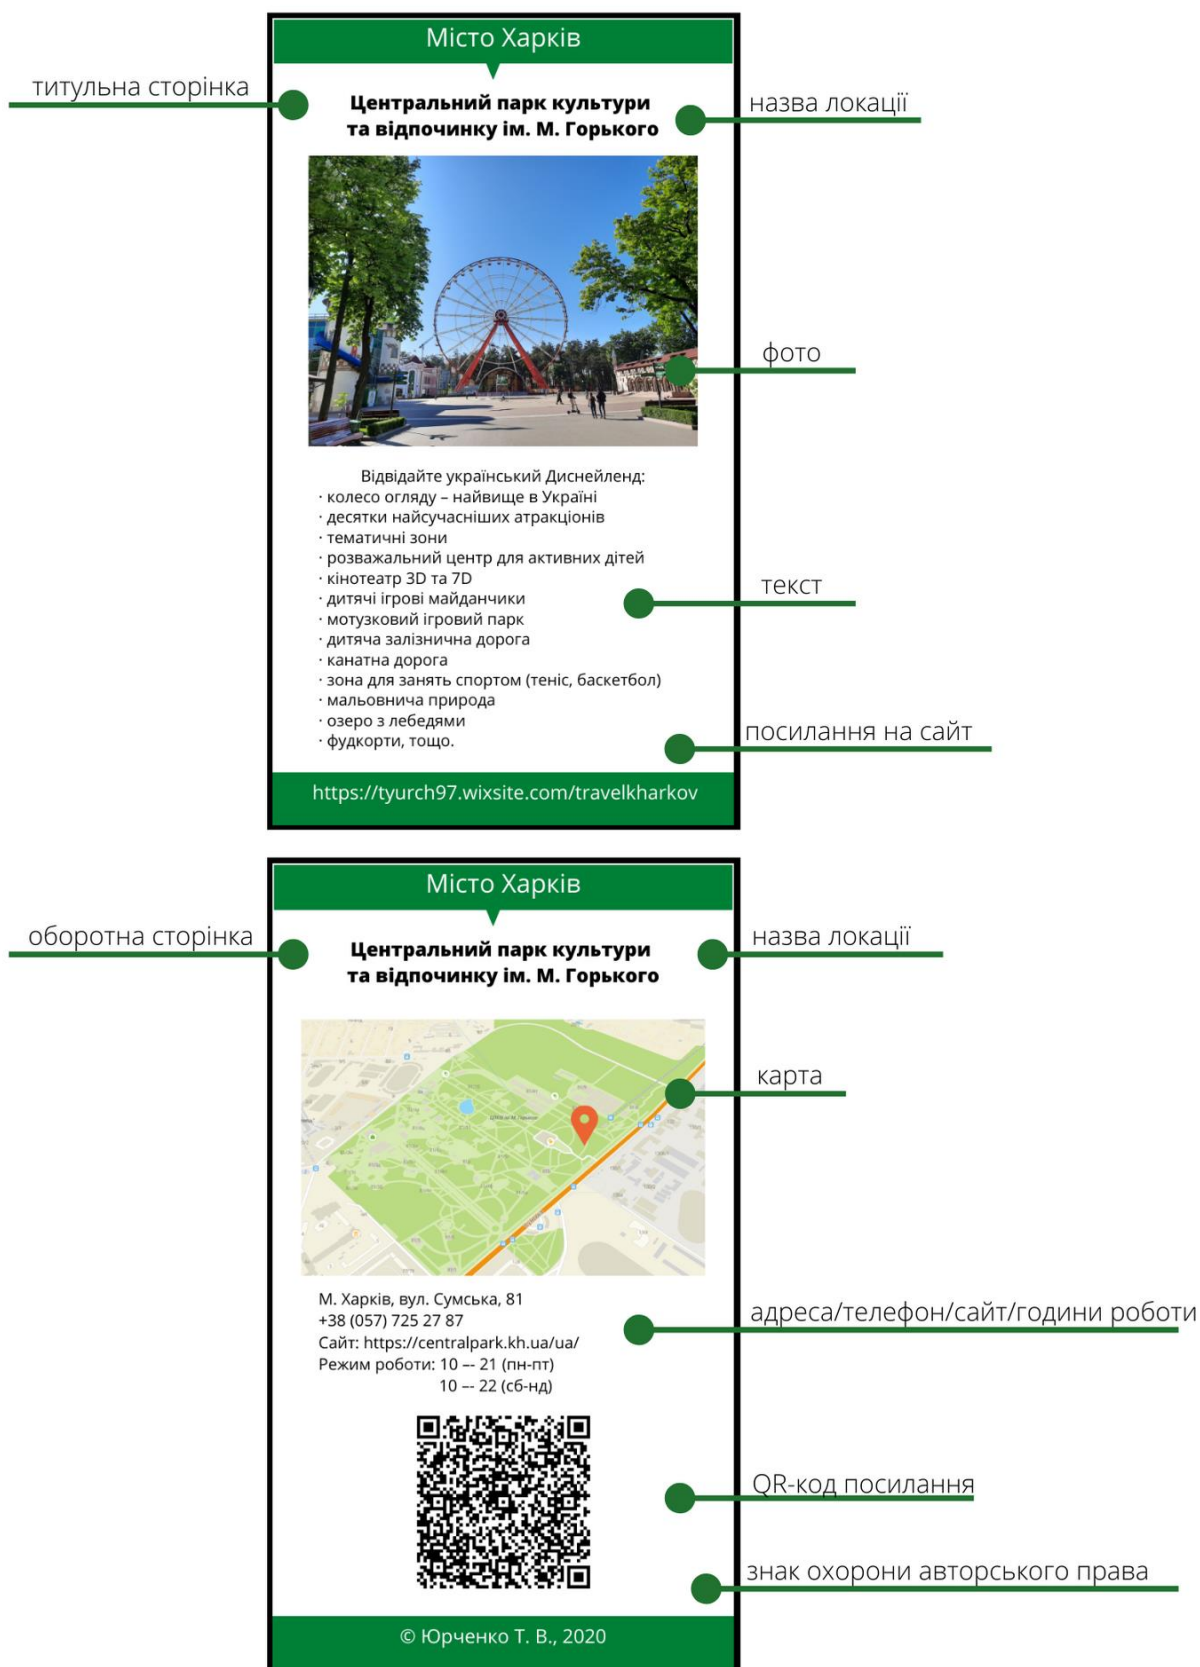 Місто Харків
титульна сторінка
Центральний парк культури
та відпочинку ім. М. Горького
назва локації
фото
Відвідайте український Диснейленд:
· колесо огляду – найвище в Україні
· десятки найсучасніших атракціонів
· тематичні зони
· розважальний центр для активних дітей
· кінотеатр 3D та 7D
· дитячі ігрові майданчики
· мотузковий ігровий парк
· дитяча залізнична дорога
· канатна дорога
· зона для занять спортом (теніс, баскетбол)
· мальовнича природа
· озеро з лебедями
· фудкорти, тощо.
текст
посилання на сайт
https://tyurch97.wixsite.com/travelkharkov
Місто Харків
оборотна сторінка
Центральний парк культури
та відпочинку ім. М. Горького
назва локації
карта
М. Харків, вул. Сумська, 81
+38 (057) 725 27 87
Сайт: https://centralpark.kh.ua/ua/
Режим роботи: 10 –- 21 (пн-пт)
10 –- 22 (сб-нд)
адреса/телефон/сайт/години роботи
QR-код посилання
знак охорони авторського права
© Юрченко Т. В., 2020